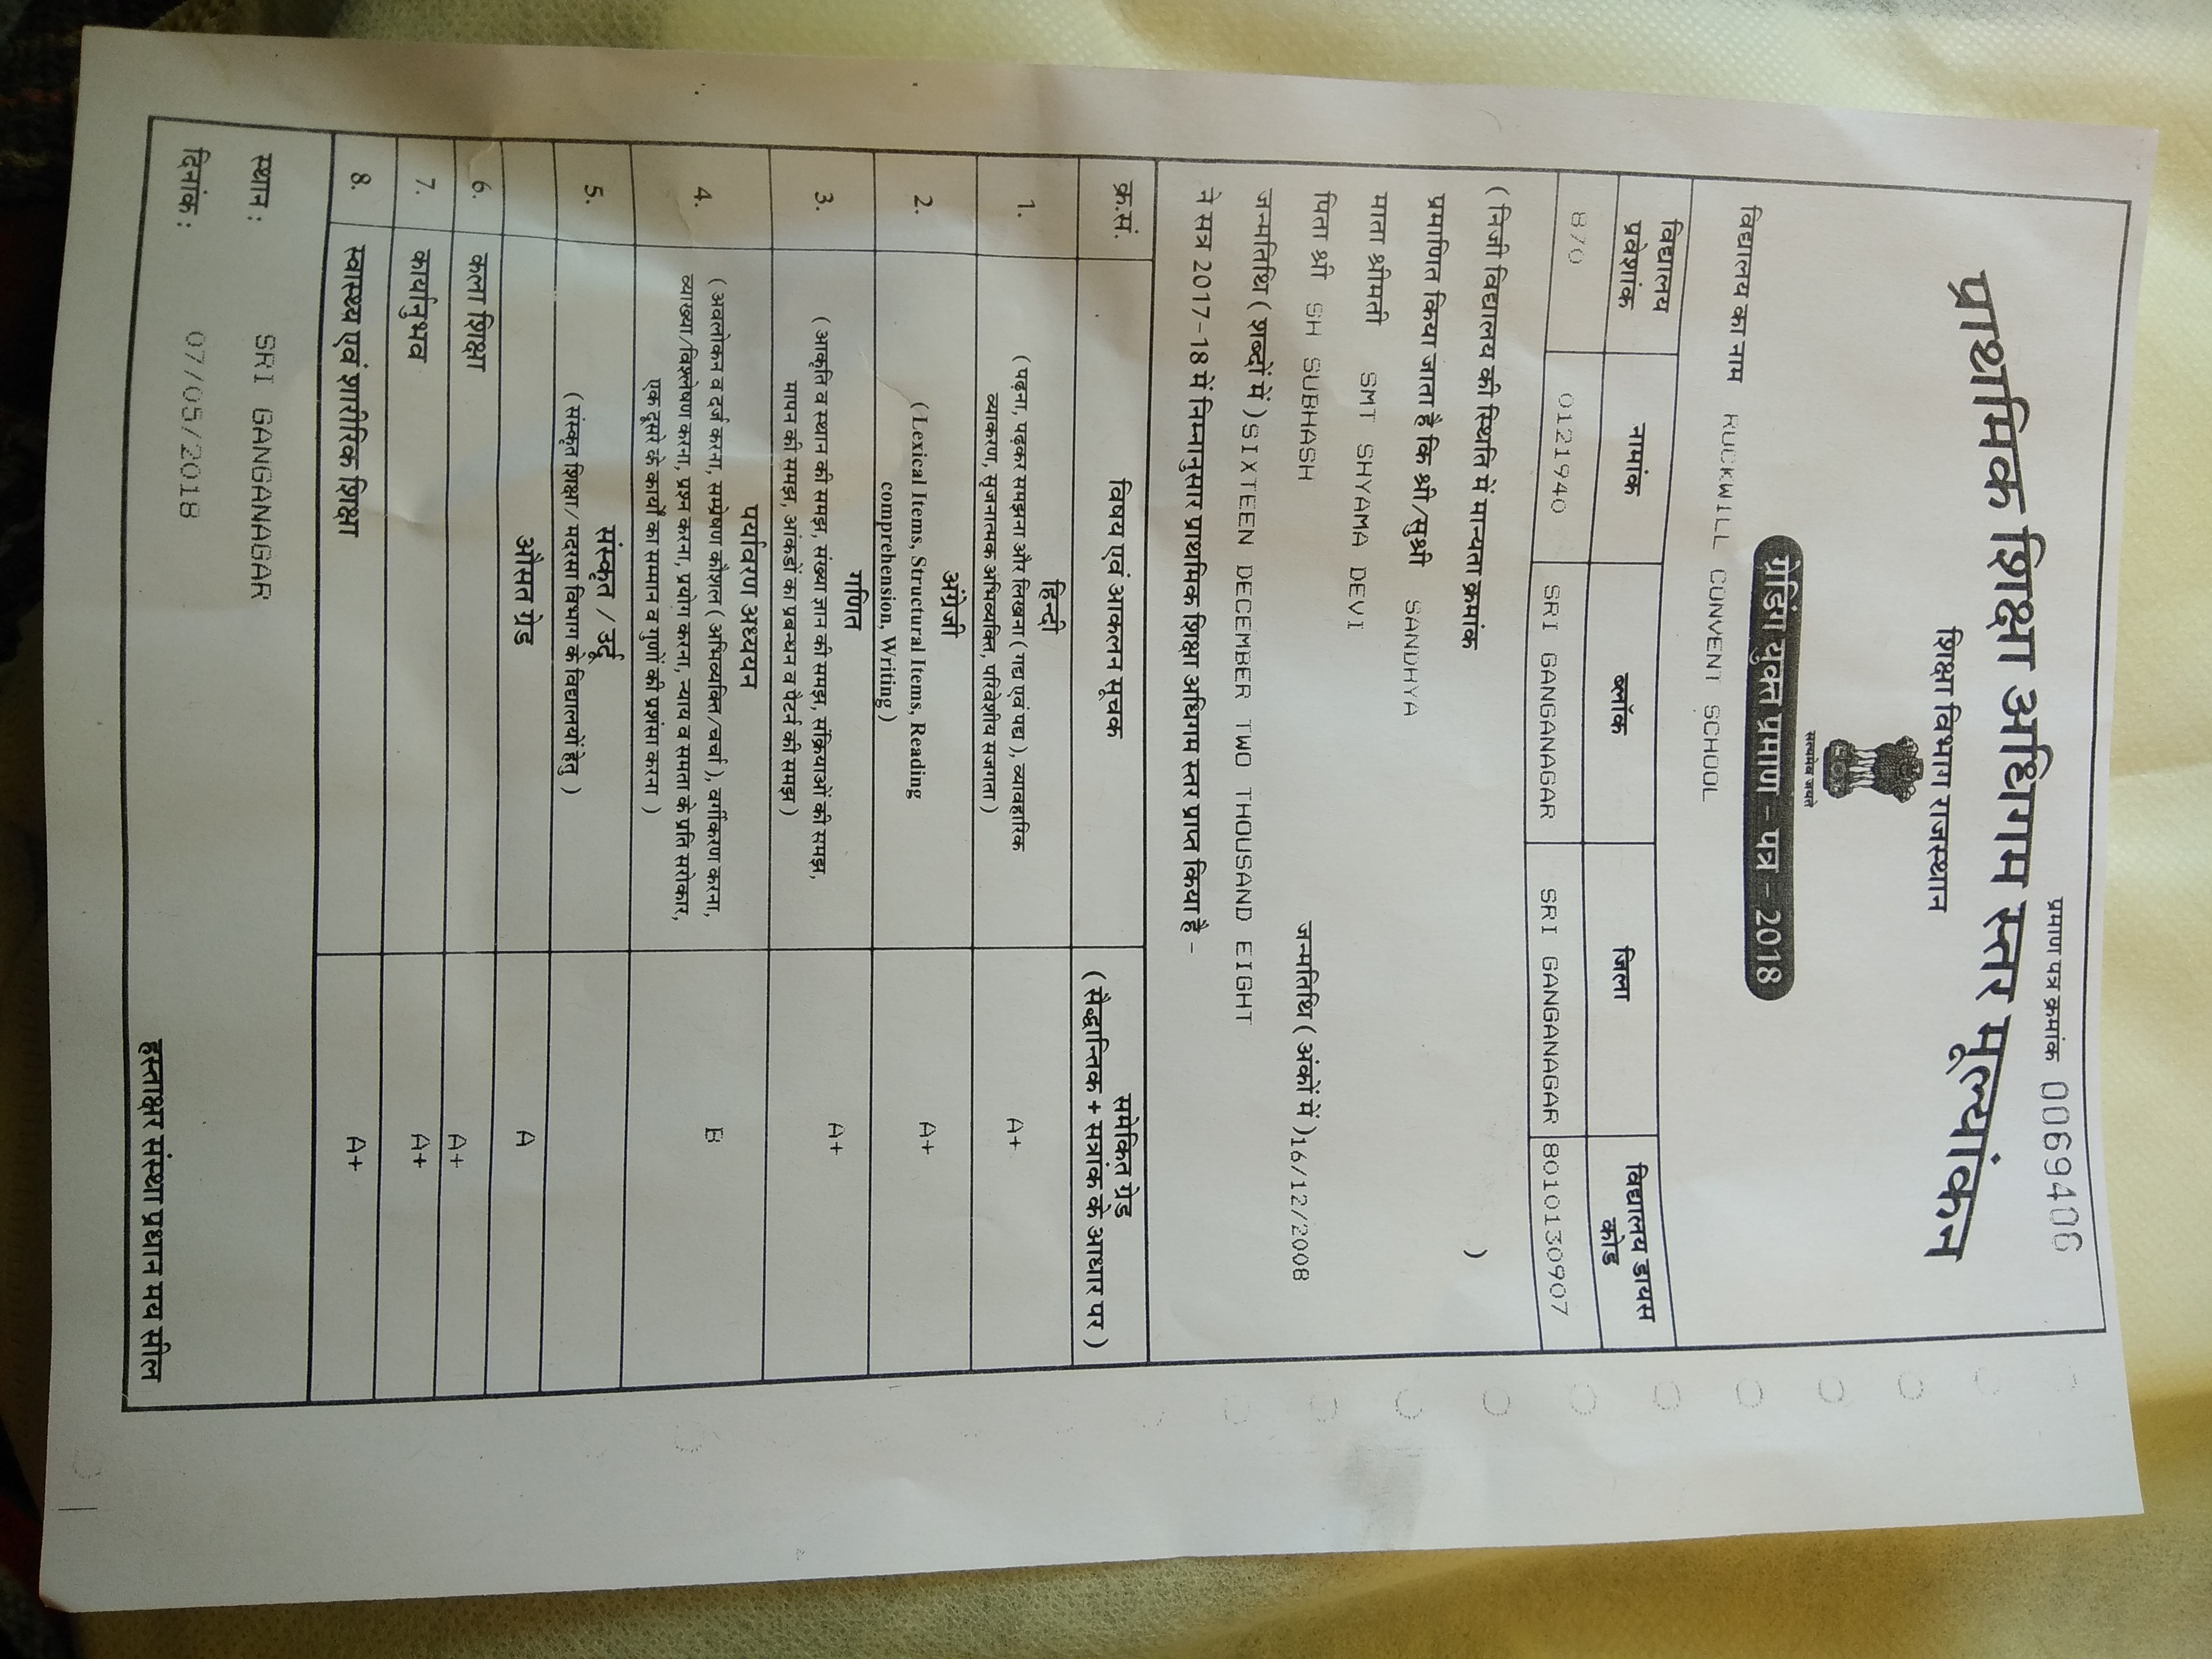 प्रमाण पत्र क्रमांक 0069406
प्राथमिक शिक्षा अधिगम स्तर मूल्यांकन
शिक्षा विभाग राजस्थान
सत्यमेव जयते
ग्रेडिंग युक्त प्रमाण - पत्र - 2018
विद्यालय का नाम ROCKWILL CONVENT SCHOOL
विद्यालय प्रवेशांक नामांक ब्लॉक जिला विद्यालय डायस कोड
870 0121940 SRI GANGANAGAR SRI GANGANAGAR 8010130907
( निजी विद्यालय की स्थिति में मान्यता क्रमांक )
प्रमाणित किया जाता है कि श्री/सुश्री SANDHYA
माता श्रीमती SMT SHYAMA DEVI
पिता श्री SH SUBHASH जन्मतिथि ( अंकों में )16/12/2008
जन्मतिथि ( शब्दों में )SIXTEEN DECEMBER TWO THOUSAND EIGHT
ने सत्र 2017-18 में निम्नानुसार प्राथमिक शिक्षा अधिगम स्तर प्राप्त किया है -
क्र.सं. विषय एवं आकलन सूचक समेकित ग्रेड
( सैद्धान्तिक + सत्रांक के आधार पर )
हिन्दी
1. ( पढ़ना, पढ़कर समझना और लिखना ( गद्य एवं पद्य ), व्यावहारिक A+
व्याकरण, सृजनात्मक अभिव्यक्ति, परिवेशीय सजगता )
अंग्रेजी
2. ( Lexical Items, Structural Items, Reading A+
comprehension, Writing )
गणित
3. ( आकृति व स्थान की समझ, संख्या ज्ञान की समझ, संक्रियाओं की समझ, A+
मापन की समझ, आंकड़ों का प्रबन्धन व पैटर्न की समझ )
पर्यावरण अध्ययन
4. ( अवलोकन व दर्ज करना, सम्प्रेषण कौशल ( अभिव्यक्ति/चर्चा ), वर्गीकरण करना, B
व्याख्या/विश्लेषण करना, प्रश्न करना, प्रयोग करना, न्याय व समता के प्रति सरोकार,
एक दूसरे के कार्यों का सम्मान व गुणों की प्रशंसा करना )
5. संस्कृत / उर्दू
( संस्कृत शिक्षा/ मदरसा विभाग के विद्यालयों हेतु )
औसत ग्रेड A
6. कला शिक्षा A+
7. कार्यानुभव A+
8. स्वास्थ्य एवं शारीरिक शिक्षा A+
स्थान : SRI GANGANAGAR
दिनांक : 07/05/2018
हस्ताक्षर संस्था प्रधान मय सील